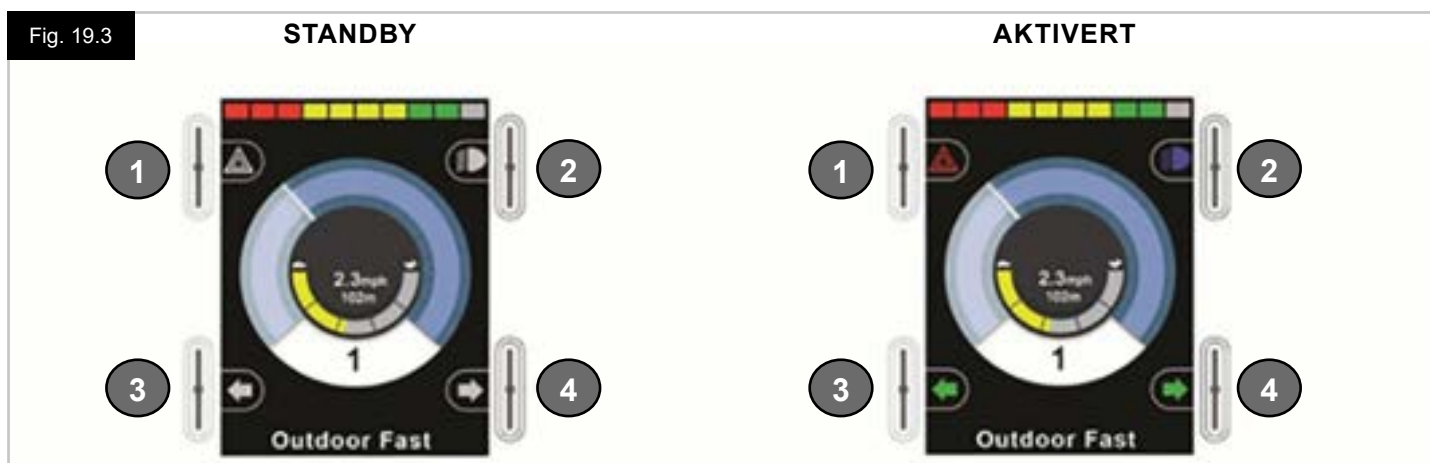 Fig. 19.3
STANDBY
AKTIVERT
1
2
2.3mph
102m
3
1
4
Outdoor Fast
1
2
2.3mph
102m
3
1
4
Outdoor Fast